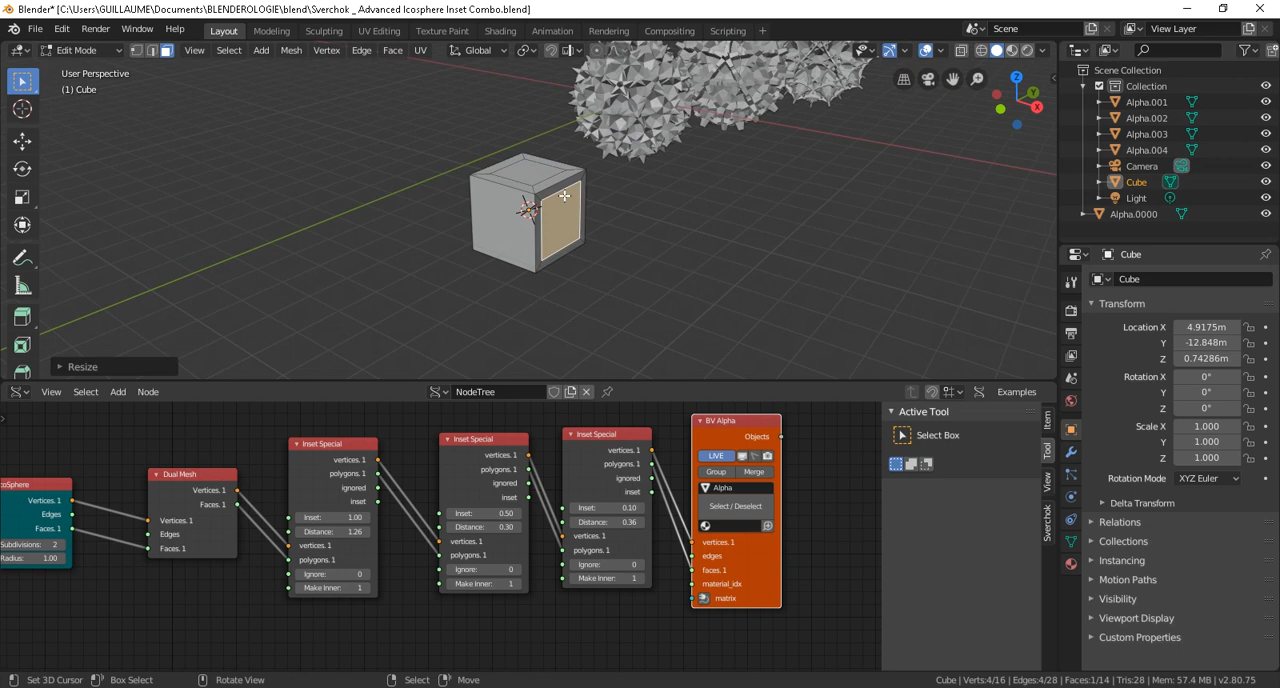 Blender* [C:\Users\GUILLAUME\Documents\BLENDEROLOGIE\blend\Sverchok _ Advanced Icosphere Inset Combo.blend]
File Edit Render Window Help Layout Modeling Sculpting UV Editing Texture Paint Shading Animation Rendering Compositing Scripting + Scene View Layer
Edit Mode View Select Add Mesh Vertex Edge Face UV Global
User Perspective
(1) Cube
Z
Y
X
Resize
Scene Collection
Collection
Alpha.001
Alpha.002
Alpha.003
Alpha.004
Camera
Cube
Light
Alpha.0000
Cube
Cube
Transform
Location X 4.9175m
Y -12.848m
Z 0.74286m
Rotation X 0°
Y 0°
Z 0°
Scale X 1.000
Y 1.000
Z 1.000
Rotation Mode XYZ Euler
Delta Transform
Relations
Collections
Instancing
Motion Paths
Visibility
Viewport Display
Custom Properties
View Select Add Node NodeTree Examples
coSphere
Vertices. 1
Edges
Faces. 1
Subdivisions: 2
Radius: 1.00
Dual Mesh
Vertices. 1
Faces. 1
Vertices. 1
Edges
Faces. 1
Inset Special
vertices. 1
polygons. 1
ignored
inset
Inset: 1.00
Distance: 1.26
vertices. 1
polygons. 1
Ignore: 0
Make Inner: 1
Inset Special
vertices. 1
polygons. 1
ignored
inset
Inset: 0.50
Distance: 0.30
vertices. 1
polygons. 1
Ignore: 0
Make Inner: 1
Inset Special
vertices. 1
polygons. 1
ignored
inset
Inset: 0.10
Distance: 0.36
vertices. 1
polygons. 1
Ignore: 0
Make Inner: 1
BV Alpha
Objects
LIVE
Group Merge
Alpha
Select / Deselect
vertices. 1
edges
faces. 1
material_idx
matrix
Active Tool
Select Box
Item
Tool
View
Sverchok
Set 3D Cursor Box Select Rotate View Select Move Cube | Verts:4/16 | Edges:4/28 | Faces:1/14 | Tris:28 | Mem: 57.4 MB | v2.80.75